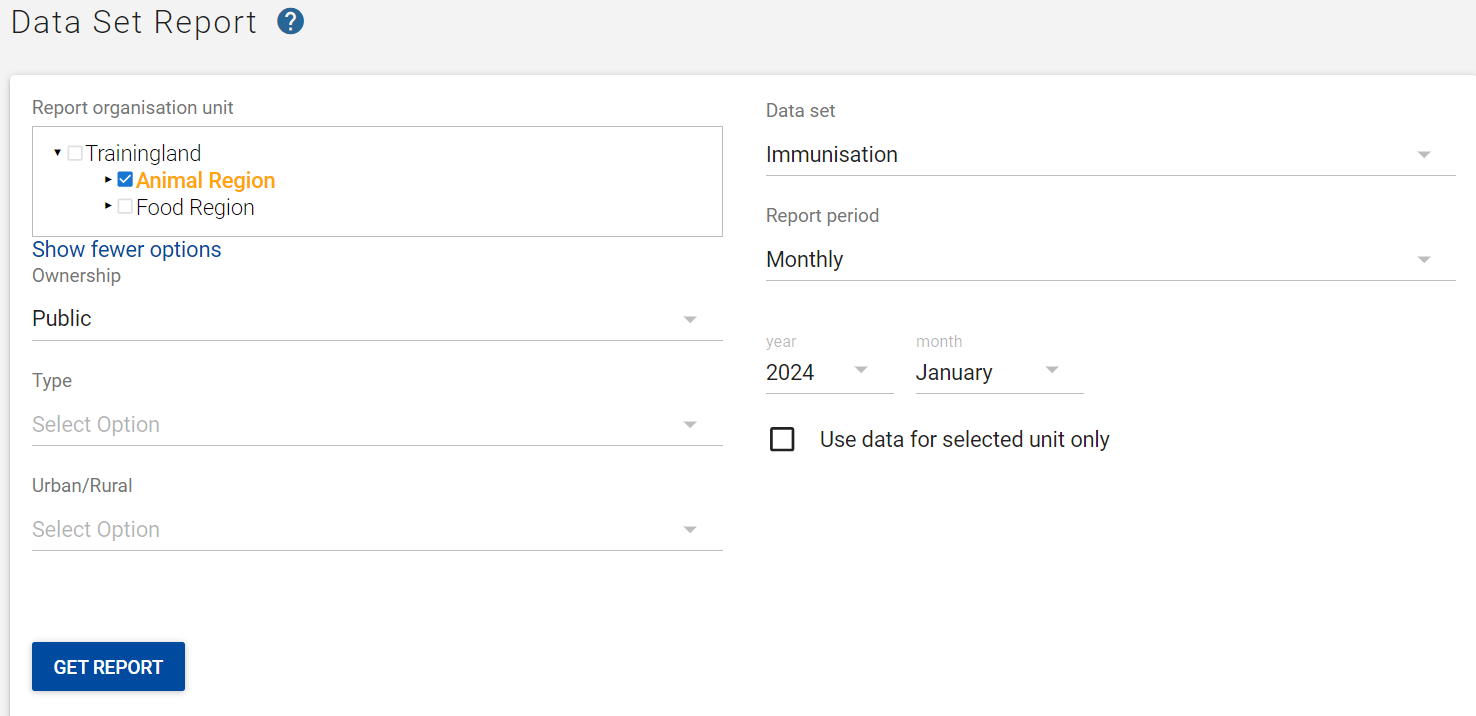 Data Set Report ?
Report organisation unit
Trainingland
Animal Region
Food Region
Show fewer options
Ownership
Public
Type
Select Option
Urban/Rural
Select Option
GET REPORT
Data set
Immunisation
Report period
Monthly
year month
2024 January
Use data for selected unit only